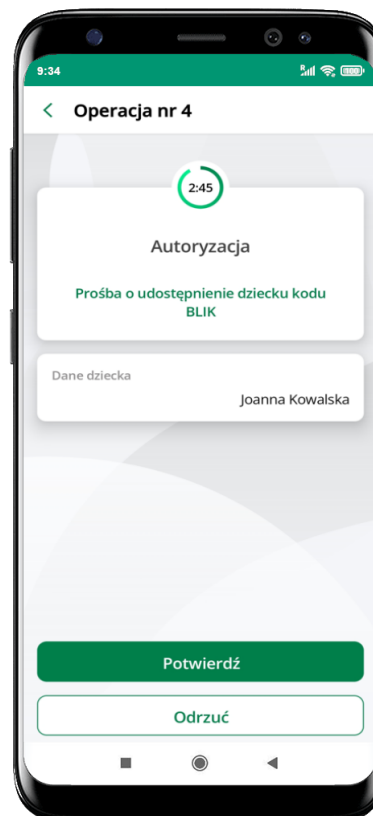 9:34
Operacja nr 4
2:45
Autoryzacja
Prośba o udostępnienie dziecku kodu
BLIK
Dane dziecka
Joanna Kowalska
Potwierdź
Odrzuć